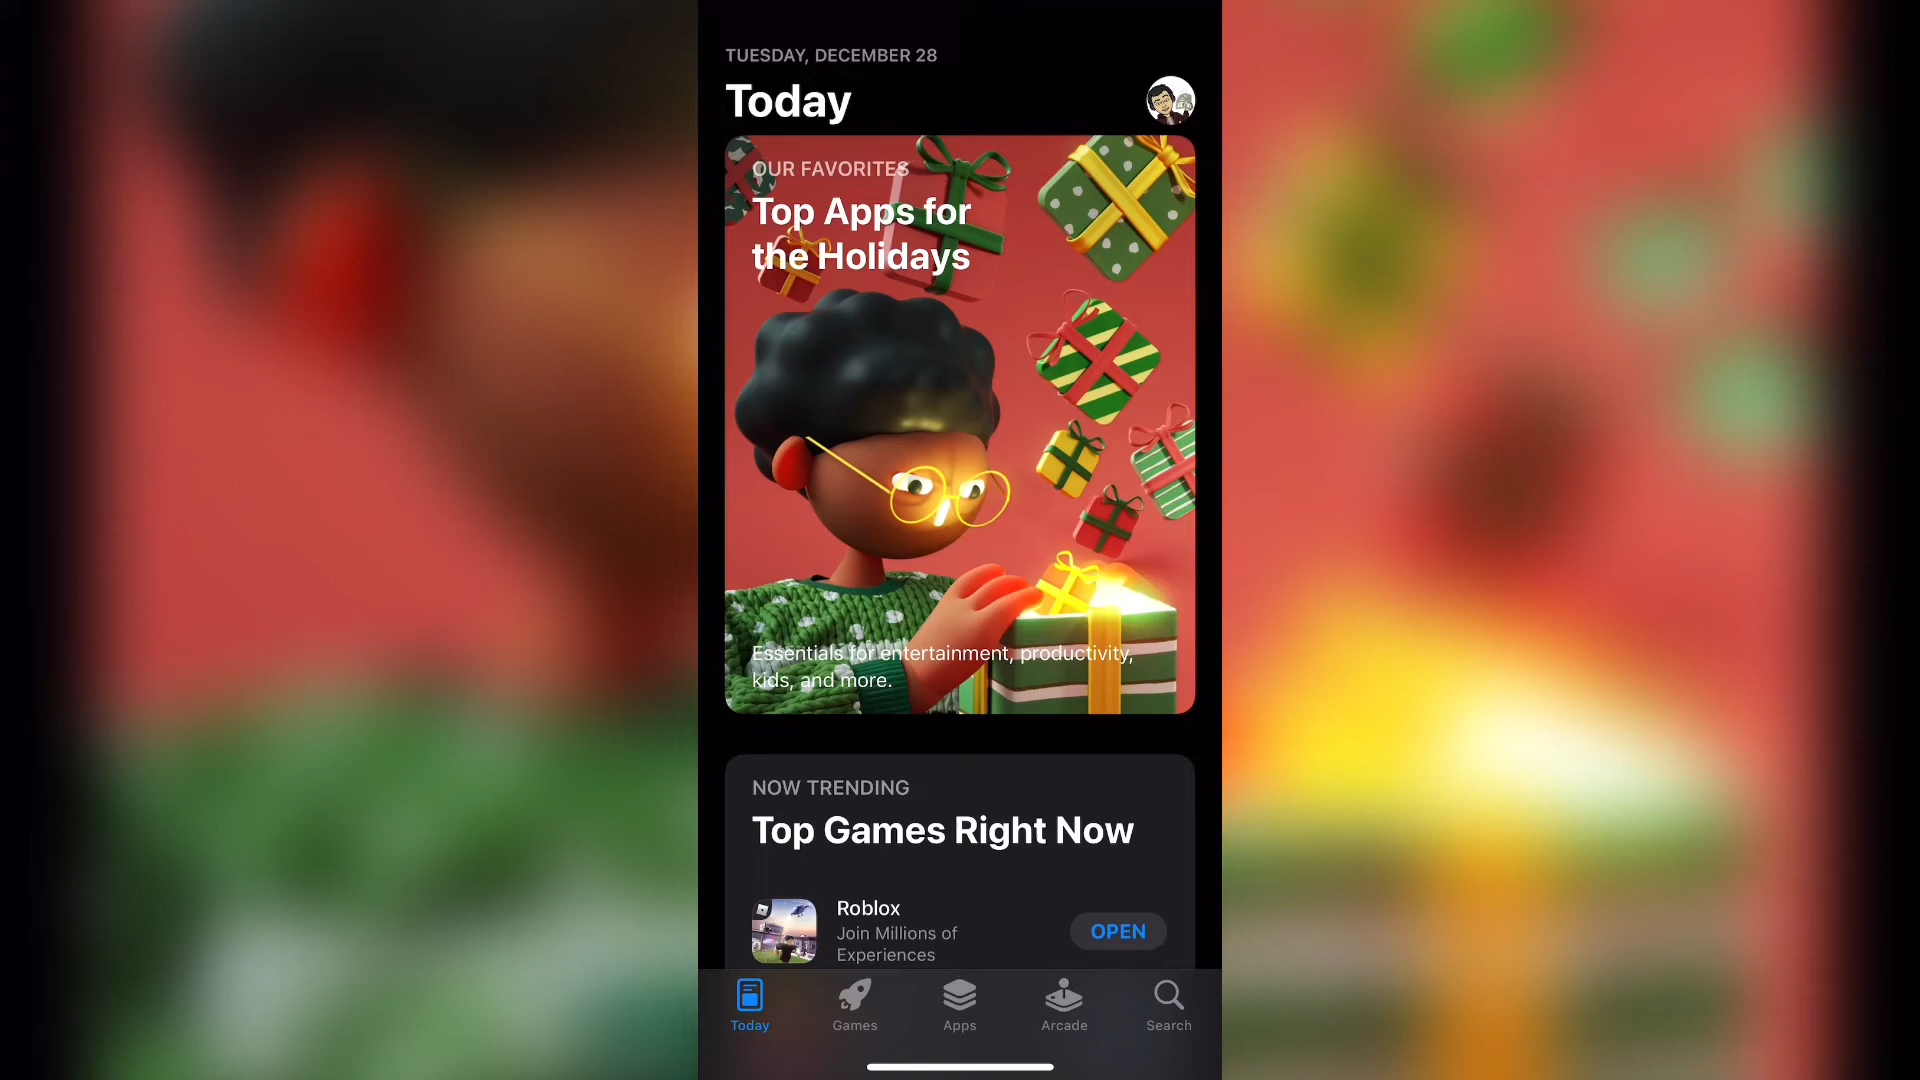 TUESDAY, DECEMBER 28
Today
OUR FAVORITES
Top Apps for
the Holidays
Essentials for entertainment, productivity,
kids, and more.
NOW TRENDING
Top Games Right Now
Roblox
Join Millions of
Experiences
OPEN
Today
Games
Apps
Arcade
Search